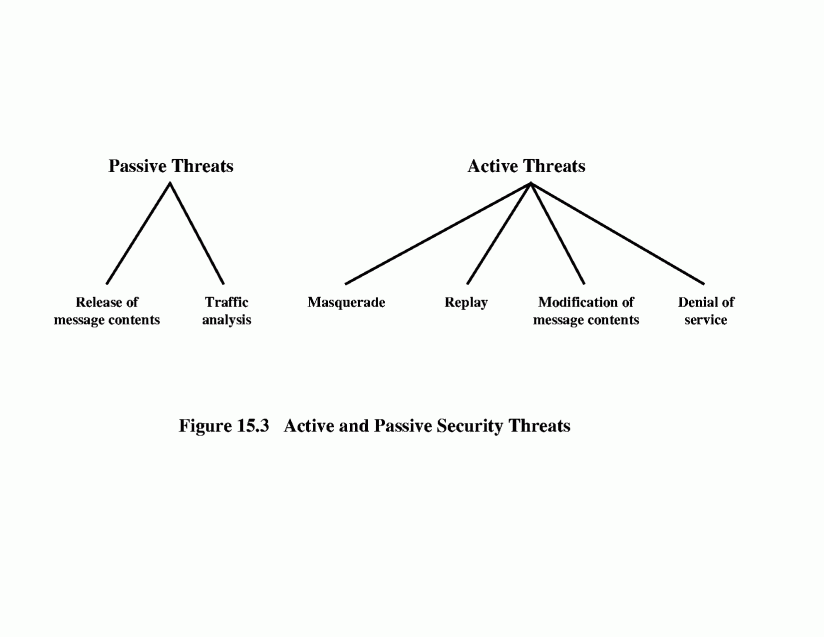 Passive Threats
Active Threats
Release of
message contents
Traffic
analysis
Masquerade
Replay
Modification of
message contents
Denial of
service
Figure 15.3 Active and Passive Security Threats